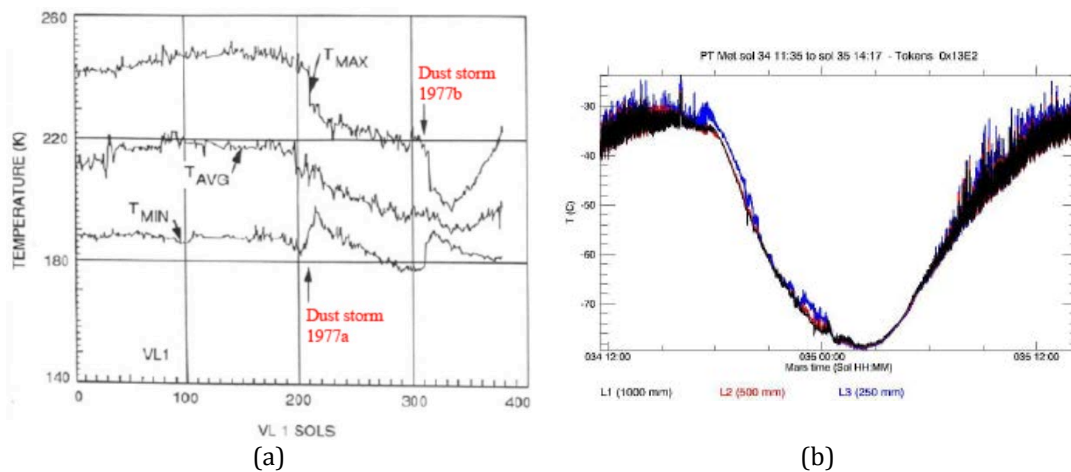 260
220
180
140
TEMPERATURE (K)
T MAX
Dust storm
1977b
T AVG
T MIN
Dust storm
1977a
VL1
0
100
200
300
400
VL 1 SOLS
(a)
PT Met sol 34 11:35 to sol 35 14:17 - Tokens 0x13E2
-30
-40
-50
-60
-70
T (C)
034 12:00
035 00:00
035 12:00
Mars time (Sol HH:MM)
L1 (1000 mm)
L2 (500 mm)
L3 (250 mm)
(b)